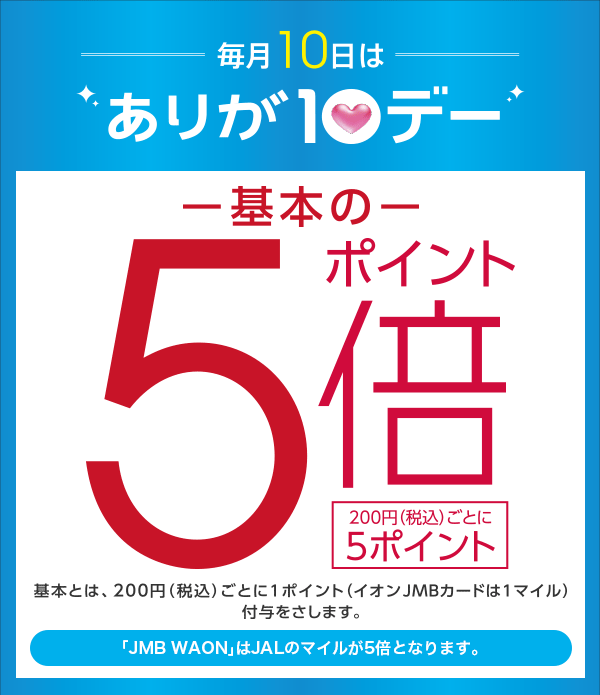 毎月10日は
ありが10デー
基本の
ポイント
5倍
200円(税込)ごとに
5ポイント
基本とは、200円(税込)ごとに1ポイント(イオンJMBカードは1マイル)
付与をさします。
「JMB WAON」はJALのマイルが5倍となります。